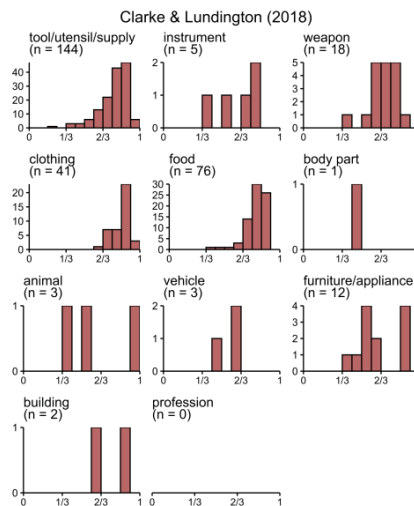 Clarke & Lundington (2018)
tool/utensil/supply
(n = 144)
40
30
20
10
0
0 1/3 2/3 1
instrument
(n = 5)
2
1
0
0 1/3 2/3 1
weapon
(n = 18)
5
4
3
2
1
0
0 1/3 2/3 1
clothing
(n = 41)
20
15
10
5
0
0 1/3 2/3 1
food
(n = 76)
30
25
20
15
10
5
0
0 1/3 2/3 1
body part
(n = 1)
1
0
0 1/3 2/3 1
animal
(n = 3)
1
0
0 1/3 2/3 1
vehicle
(n = 3)
2
1
0
0 1/3 2/3 1
furniture/appliance
(n = 12)
4
3
2
1
0
0 1/3 2/3 1
building
(n = 2)
1
0
0 1/3 2/3 1
profession
(n = 0)
0 1/3 2/3 1